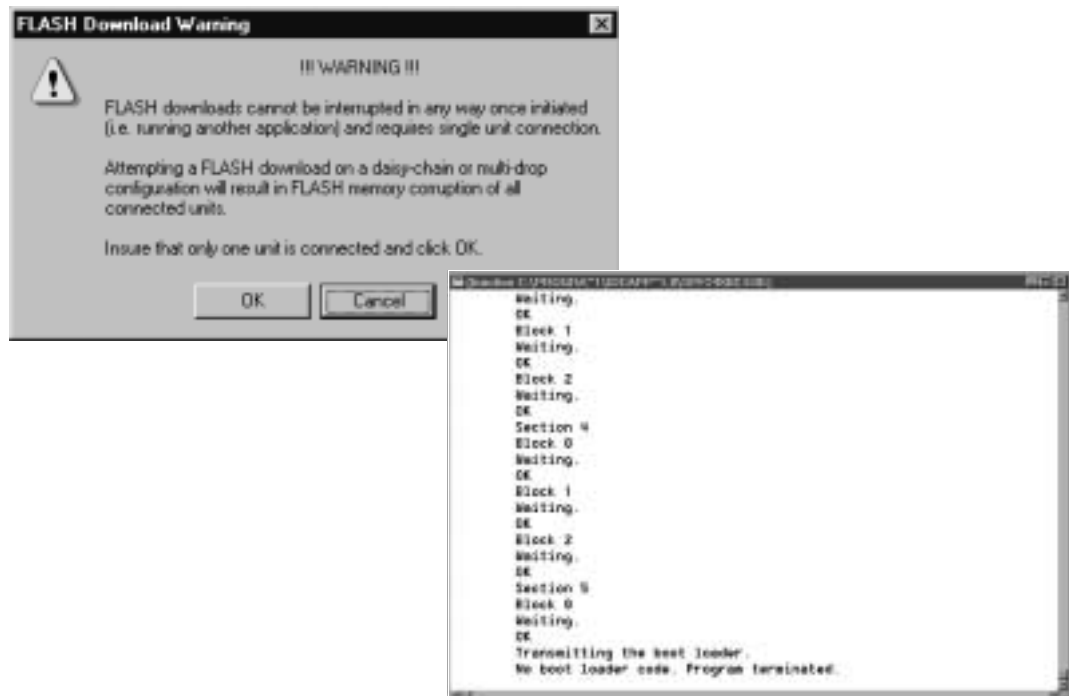 FLASH Download Warning
!!! WARNING !!!
FLASH downloads cannot be interrupted in any way once initiated
(i.e. running another application) and requires single unit connection.
Attempting a FLASH download on a daisy-chain or multi-drop
configuration will result in FLASH memory corruption of all
connected units.
Insure that only one unit is connected and click OK.
OK
Cancel
Waiting.
OK
Block 1
Waiting.
OK
Block 2
Waiting.
OK
Section 4
Block 0
Waiting.
OK
Block 1
Waiting.
OK
Block 2
Waiting.
OK
Section 5
Block 0
Waiting.
OK
Transmitting the boot loader.
No boot loader code. Program terminated.